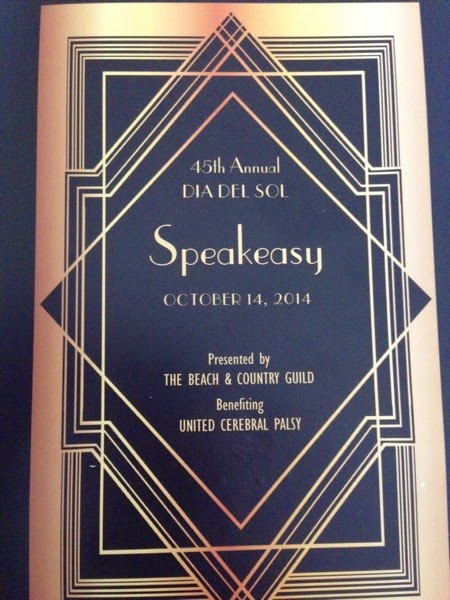 45th Annual
DIA DEL SOL
Speakeasy
OCTOBER 14, 2014
Presented by
THE BEACH & COUNTRY GUILD
Benefiting
UNITED CEREBRAL PALSY